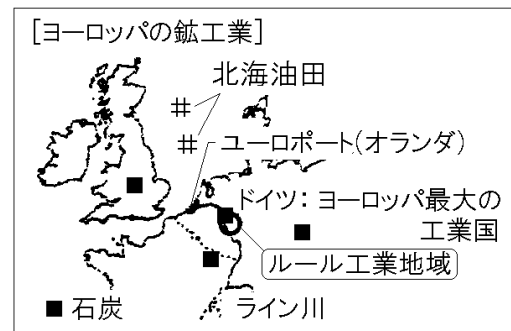 [ヨーロッパの鉱工業]
北海油田
ユーロポート(オランダ)
ドイツ: ヨーロッパ最大の
工業国
ルール工業地域
■石炭
ライン川